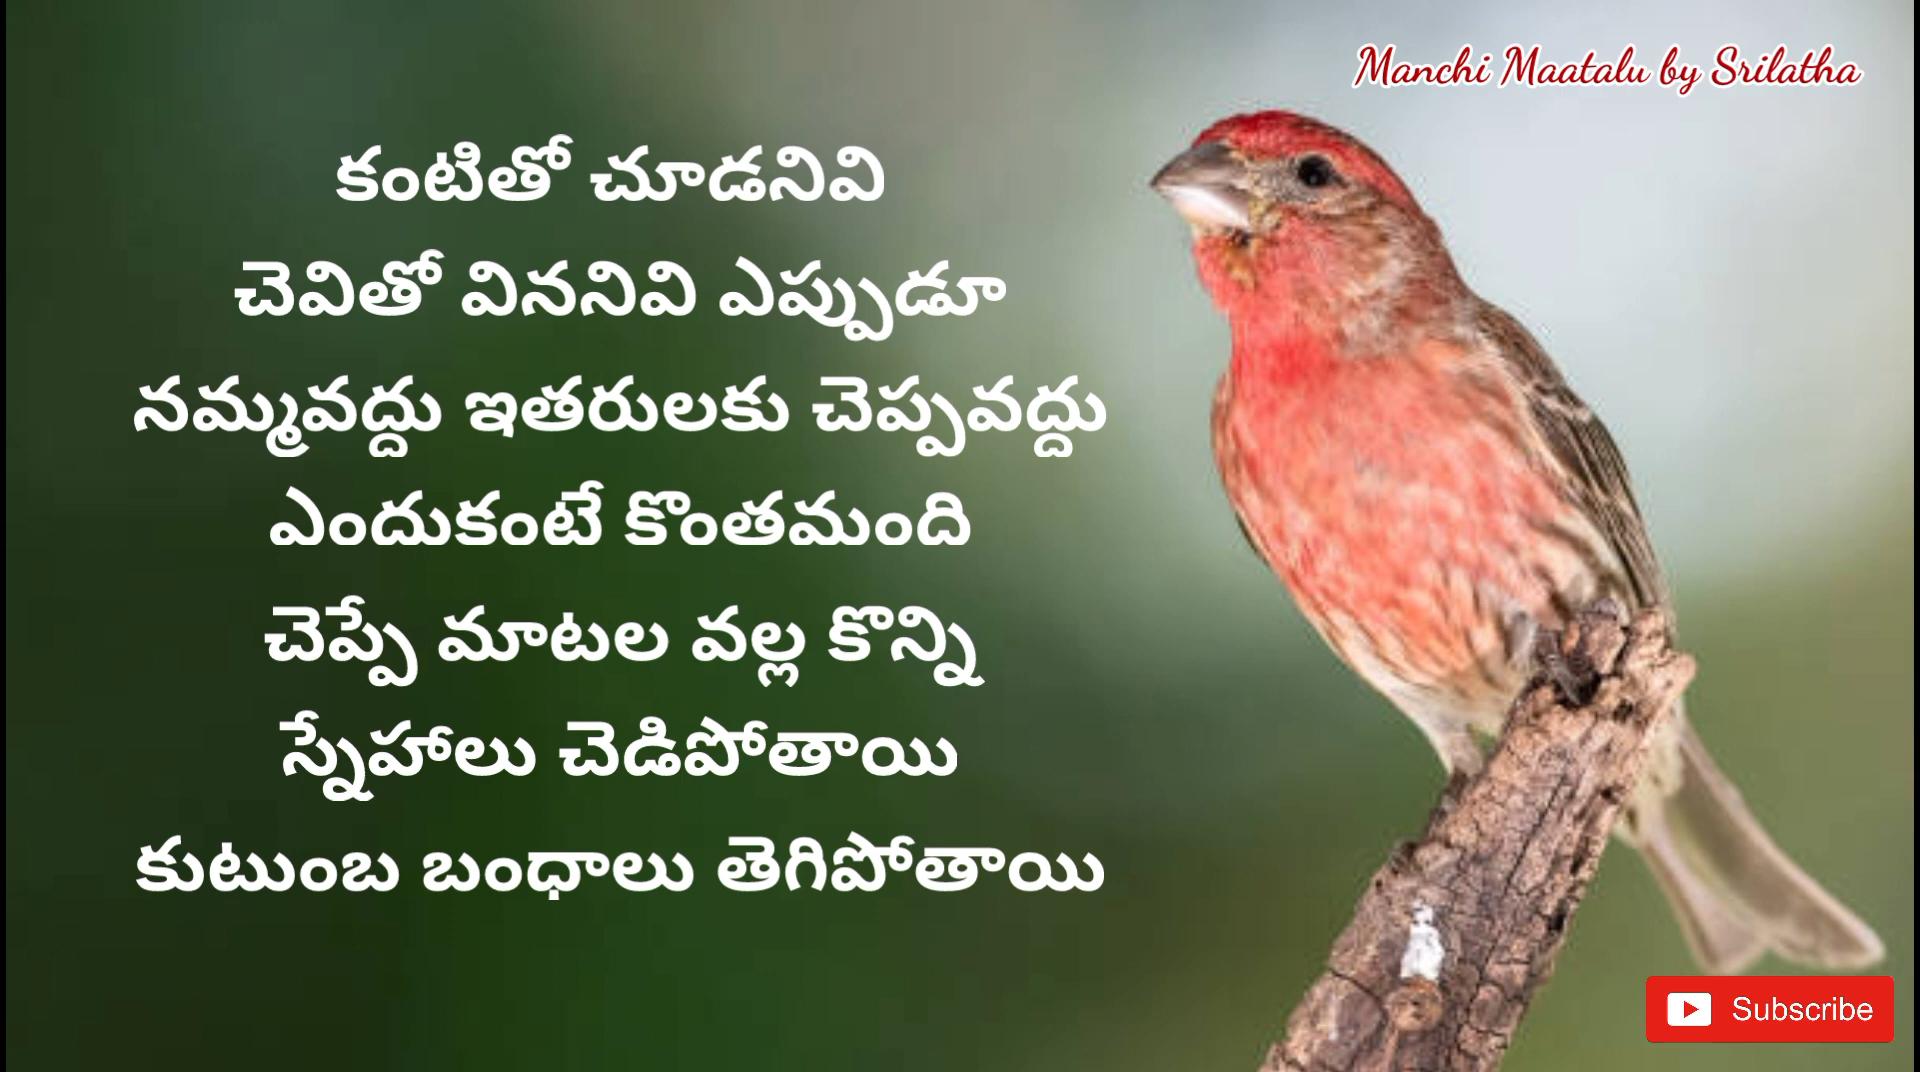 Manchi Maatalu by Srilatha
కంటితో చూడనివి
చెవితో విననివి ఎప్పుడూ
నమ్మవద్దు ఇతరులకు చెప్పవద్దు
ఎందుకంటే కొంతమంది
చెప్పే మాటల వల్ల కొన్ని
స్నేహాలు చెడిపోతాయి
కుటుంబ బంధాలు తెగిపోతాయి
Subscribe